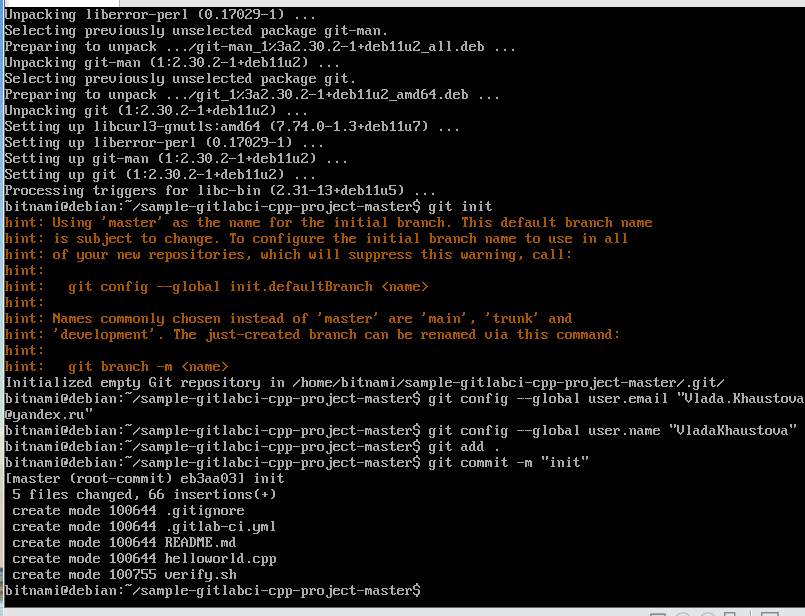 Unpacking liberror-perl (0.17029-1) ...
Selecting previously unselected package git-man.
Preparing to unpack .../git-man_1%3a2.30.2-1+deb11u2_all.deb ...
Unpacking git-man (1:2.30.2-1+deb11u2) ...
Selecting previously unselected package git.
Preparing to unpack .../git_1%3a2.30.2-1+deb11u2_amd64.deb ...
Unpacking git (1:2.30.2-1+deb11u2) ...
Setting up libcurl3-gnutls:amd64 (7.74.0-1.3+deb11u7) ...
Setting up liberror-perl (0.17029-1) ...
Setting up git-man (1:2.30.2-1+deb11u2) ...
Setting up git (1:2.30.2-1+deb11u2) ...
Processing triggers for libc-bin (2.31-13+deb11u5) ...
bitnami@debian:~/sample-gitlabci-cpp-project-master$ git init
hint: Using 'master' as the name for the initial branch. This default branch name
hint: is subject to change. To configure the initial branch name to use in all
hint: of your new repositories, which will suppress this warning, call:
hint:
hint:   git config --global init.defaultBranch <name>
hint:
hint: Names commonly chosen instead of 'master' are 'main', 'trunk' and
hint: 'development'. The just-created branch can be renamed via this command:
hint:
hint:   git branch -m <name>
Initialized empty Git repository in /home/bitnami/sample-gitlabci-cpp-project-master/.git/
bitnami@debian:~/sample-gitlabci-cpp-project-master$ git config --global user.email "Vlada.Khaustova
@yandex.ru"
bitnami@debian:~/sample-gitlabci-cpp-project-master$ git config --global user.name "VladaKhaustova"
bitnami@debian:~/sample-gitlabci-cpp-project-master$ git add .
bitnami@debian:~/sample-gitlabci-cpp-project-master$ git commit -m "init"
[master (root-commit) eb3aa03] init
 5 files changed, 66 insertions(+)
 create mode 100644 .gitignore
 create mode 100644 .gitlab-ci.yml
 create mode 100644 README.md
 create mode 100644 helloworld.cpp
 create mode 100755 verify.sh
bitnami@debian:~/sample-gitlabci-cpp-project-master$